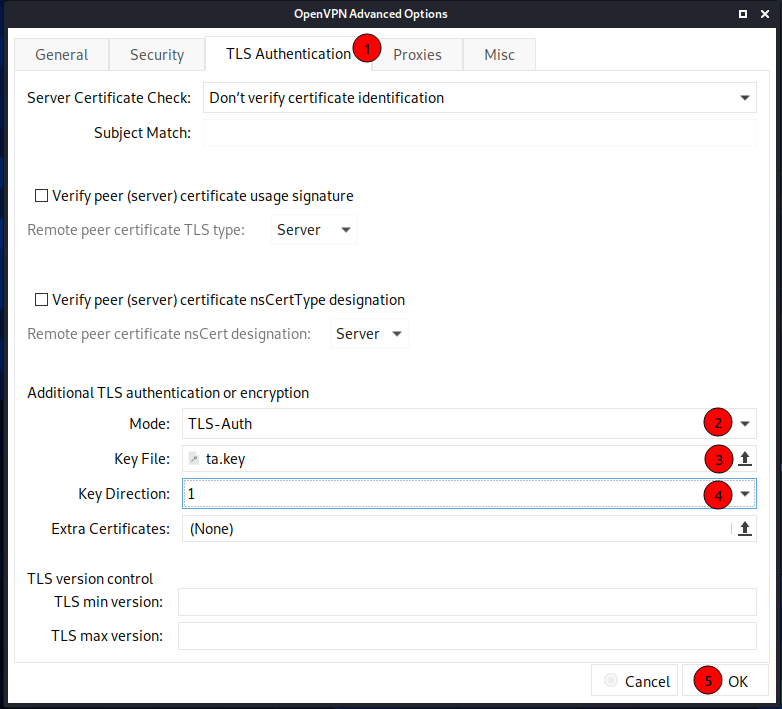 OpenVPN Advanced Options
General Security TLS Authentication 1 Proxies Misc
Server Certificate Check: Don't verify certificate identification
Subject Match:
Verify peer (server) certificate usage signature
Remote peer certificate TLS type: Server
Verify peer (server) certificate nsCertType designation
Remote peer certificate nsCert designation: Server
Additional TLS authentication or encryption
Mode: TLS-Auth 2
Key File: ta.key 3
Key Direction: 1 4
Extra Certificates: (None)
TLS version control
TLS min version:
TLS max version:
Cancel 5 OK